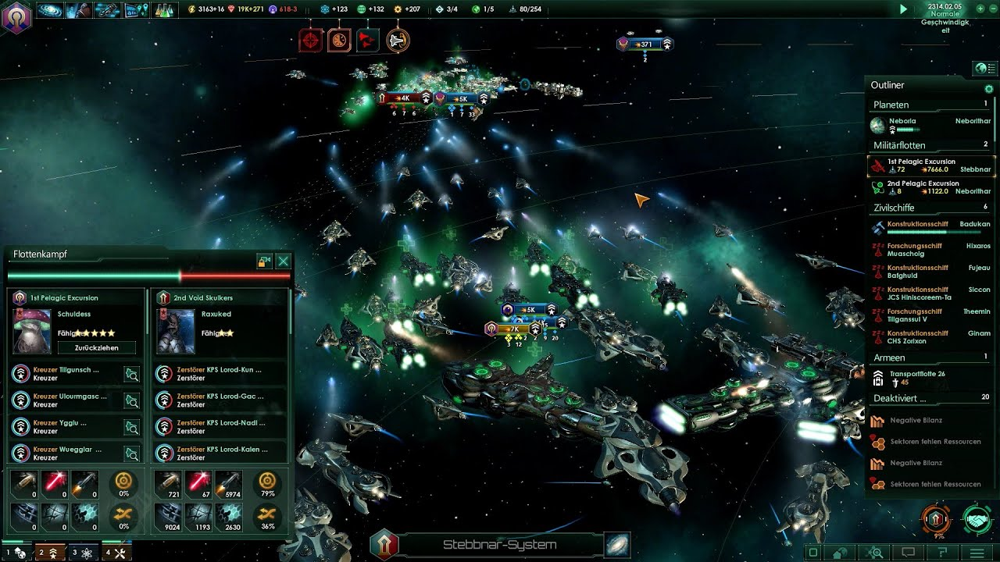 3163+16 19K+271 618-3 +123 +132 +207 3/4 1/5 80/254
2314.02.05
Normale
Geschwindigk
eit
371
2
4K 5K
6 7 6 1 7 33
5K
7K
5 12
9 20
Flottenkampf
1st Pelagic Excursion
Schuldess
Zurückziehen
Kreuzer Tillgunsch ...
Kreuzer
Kreuzer Ulourmgasc ...
Kreuzer
Kreuzer Ygglu ...
Kreuzer
Kreuzer Wuegglar ...
Kreuzer
0 0 0 0%
0 0 0 0%
2nd Void Skulkers
Raxuked
Zerstörer KPS Lorod-Kun ...
Zerstörer
Zerstörer KPS Lorod-Gac ...
Zerstörer
Zerstörer KPS Lorod-Nadl ...
Zerstörer
Zerstörer KPS Lorod-Kalen ...
Zerstörer
721 67 5974 79%
9024 1193 2630 36%
1 2 3 4
Stebbnar-System
Outliner
Planeten 1
Neboria Neborilhar
Militärflotten 2
1st Pelagic Excursion
72 7666.0 Stebbnar
2nd Pelagic Excursion
8 1122.0 Neborilhar
Zivilschiffe 6
Konstruktionsschiff Badukan
Forschungsschiff Hixaros
Muaschoig
Konstruktionsschiff Fujeau
Bafghuld
Konstruktionsschiff Siccon
JCS Hiniscoreem-Ta
Forschungsschiff Theemin
Tillganssul V
Konstruktionsschiff Ginam
CHS Zorixon
Armeen 1
Transportflotte 26
45
Deaktiviert ... 20
Negative Bilanz
Sektoren fehlen Ressourcen
Negative Bilanz
Sektoren fehlen Ressourcen
9%